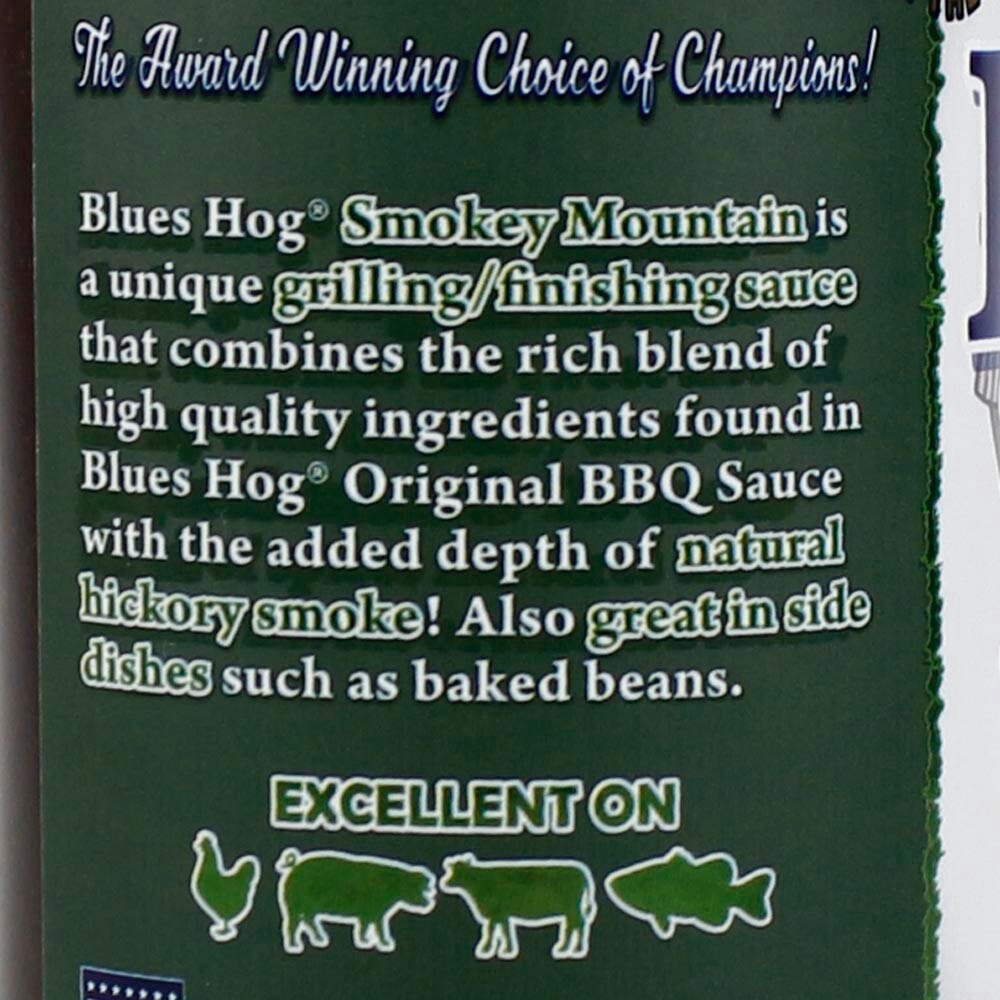 The Award Winning Choice of Champions!
Blues Hog® Smokey Mountain is
a unique grilling/finishing sauce
that combines the rich blend of
high quality ingredients found in
Blues Hog® Original BBQ Sauce
with the added depth of natural
hickory smoke! Also great in side
dishes such as baked beans.
EXCELLENT ON